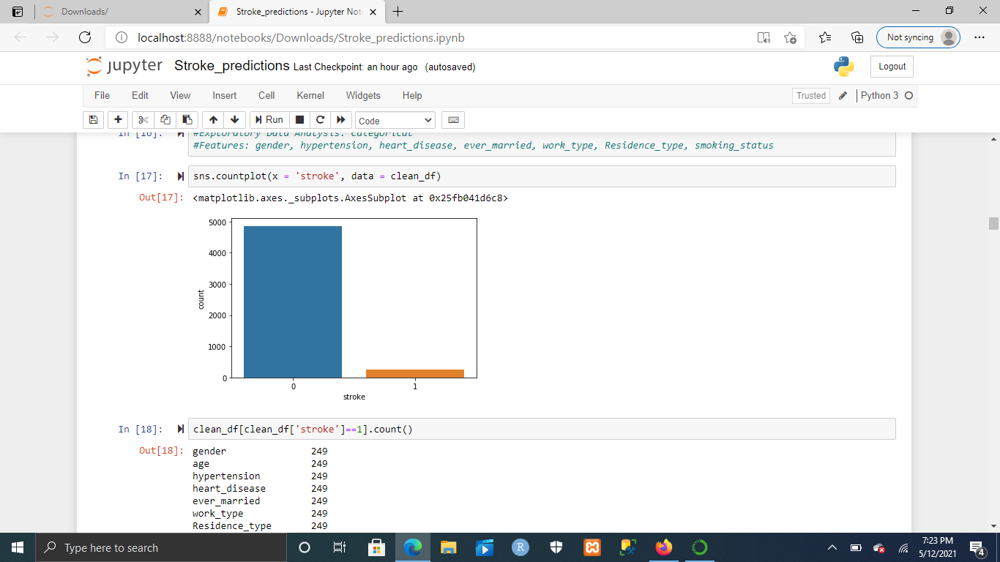 Downloads/
Stroke_predictions - Jupyter Not
localhost:8888/notebooks/Downloads/Stroke_predictions.ipynb
Not syncing
jupyter Stroke_predictions Last Checkpoint: an hour ago (autosaved)
Logout
File Edit View Insert Cell Kernel Widgets Help
Trusted Python 3
Run Code
In [16]: #Exploratory Data Analysis: Categorical
#Features: gender, hypertension, heart_disease, ever_married, work_type, Residence_type, smoking_status
In [17]: sns.countplot(x = 'stroke', data = clean_df)
Out[17]: <matplotlib.axes._subplots.AxesSubplot at 0x25fb041d6c8>
5000
4000
3000
2000
1000
0
count
0 1
stroke
In [18]: clean_df[clean_df['stroke']==1].count()
Out[18]: gender 249
age 249
hypertension 249
heart_disease 249
ever_married 249
work_type 249
Residence_type 249
Type here to search
R
7:23 PM
5/12/2021
4